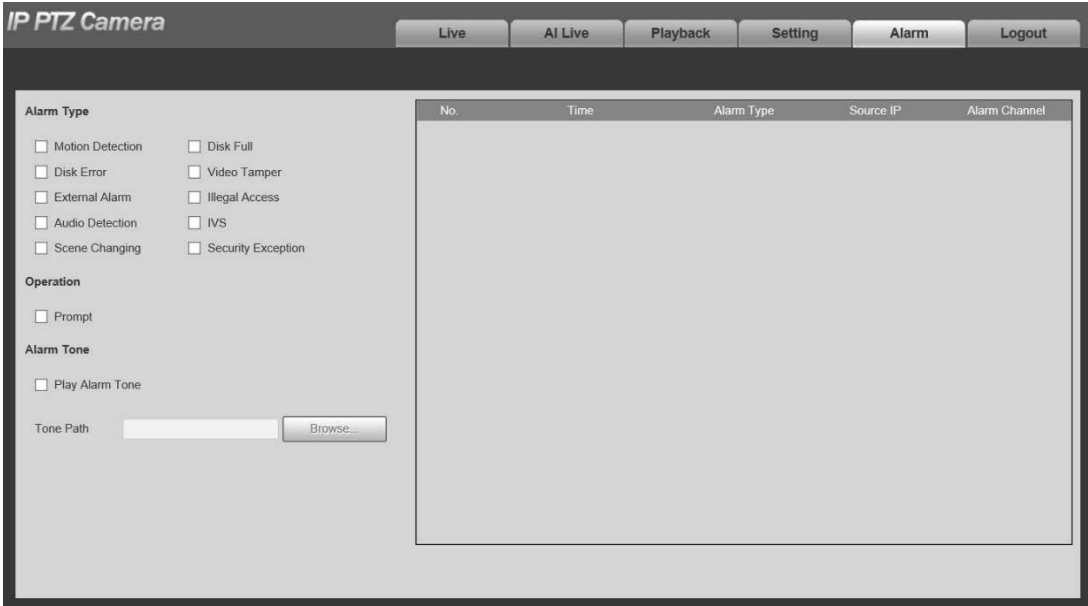 IP PTZ Camera
Live AI Live Playback Setting Alarm Logout
Alarm Type
No. Time Alarm Type Source IP Alarm Channel
Motion Detection Disk Full
Disk Error Video Tamper
External Alarm Illegal Access
Audio Detection IVS
Scene Changing Security Exception
Operation
Prompt
Alarm Tone
Play Alarm Tone
Tone Path Browse...